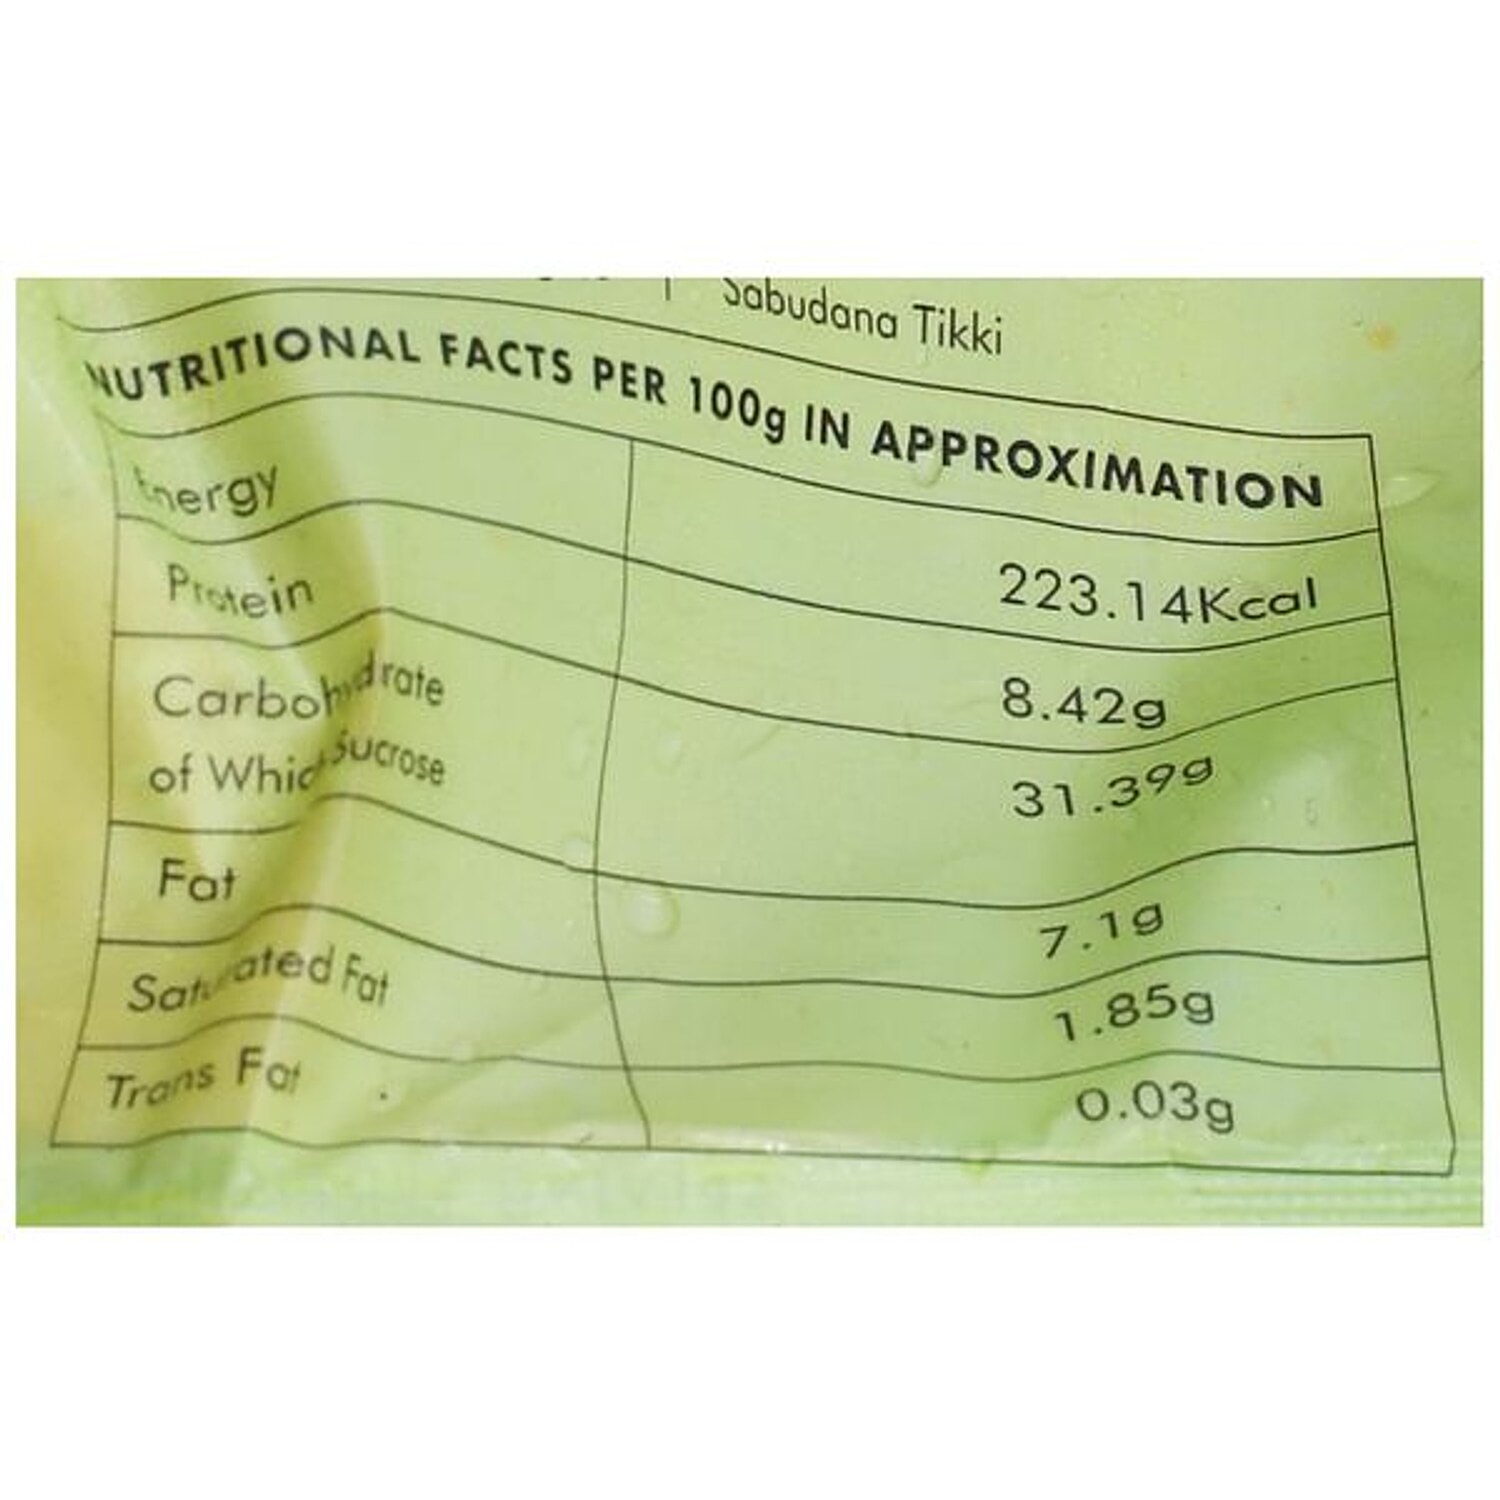 Sabudana Tikki
NUTRITIONAL FACTS PER 100g IN APPROXIMATION
Energy 223.14Kcal
Protein 8.42g
Carbohydrate 31.39g
of Which Sucrose
Fat 7.1g
Saturated Fat 1.85g
Trans Fat 0.03g